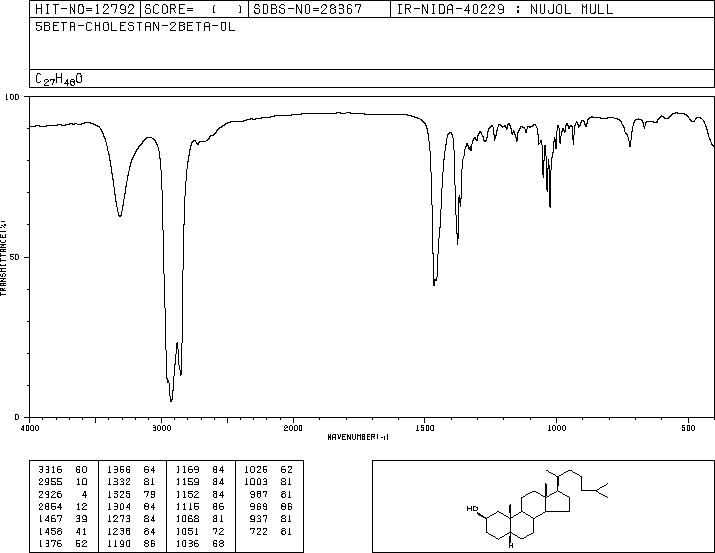 HIT-NO=12792 SCORE= ( ) SDBS-NO=28367 IR-NIDA-40229 : NUJOL MULL
5BETA-CHOLESTAN-2BETA-OL
C27H48O
100
50
0
TRANSMITTANCE(%)
4000 3000 2000 1500 1000 500
WAVENUMBER(-1)
3316 60 1366 64 1169 84 1026 62
2955 10 1332 81 1159 84 1003 81
2926 4 1325 79 1152 84 987 81
2854 12 1304 84 1116 86 969 86
1467 39 1273 84 1068 81 937 81
1458 41 1238 84 1051 72 722 81
1376 52 1190 86 1036 68
HO
H